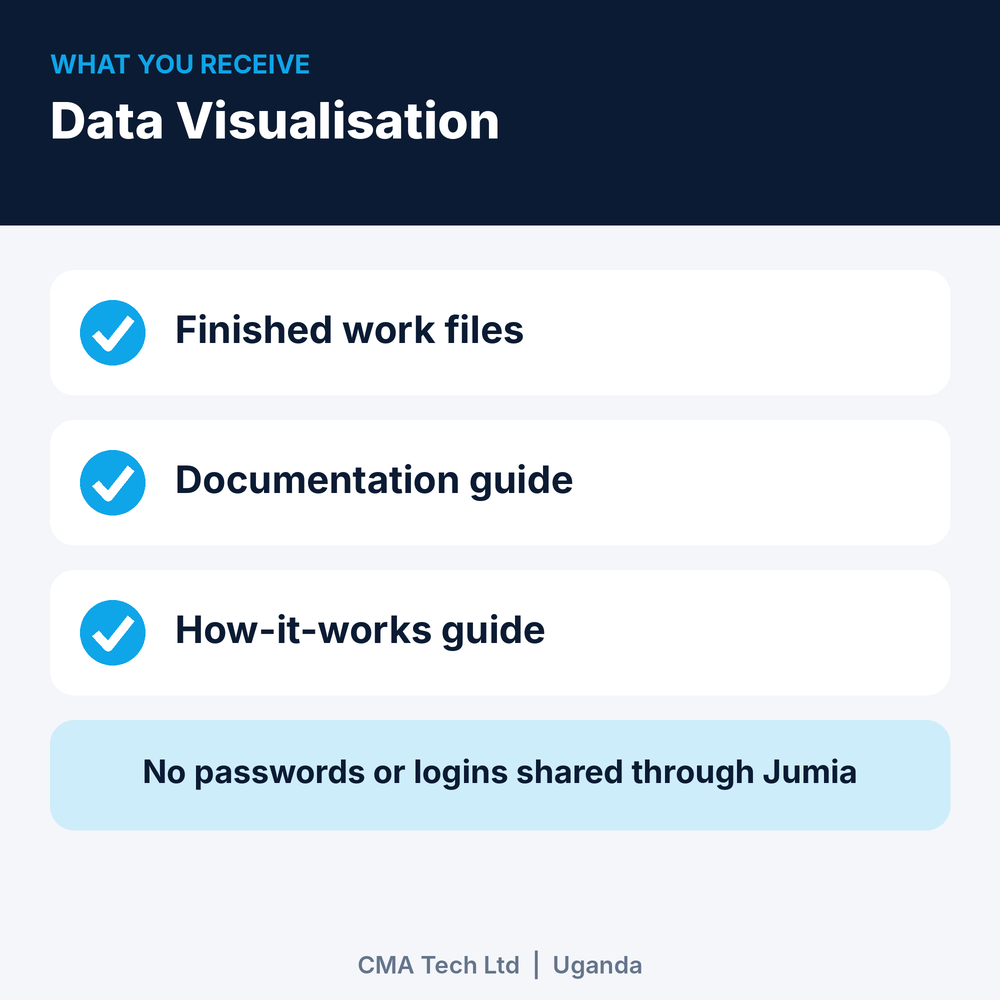 WHAT YOU RECEIVE
Data Visualisation
Finished work files
Documentation guide
How-it-works guide
No passwords or logins shared through Jumia
CMA Tech Ltd | Uganda